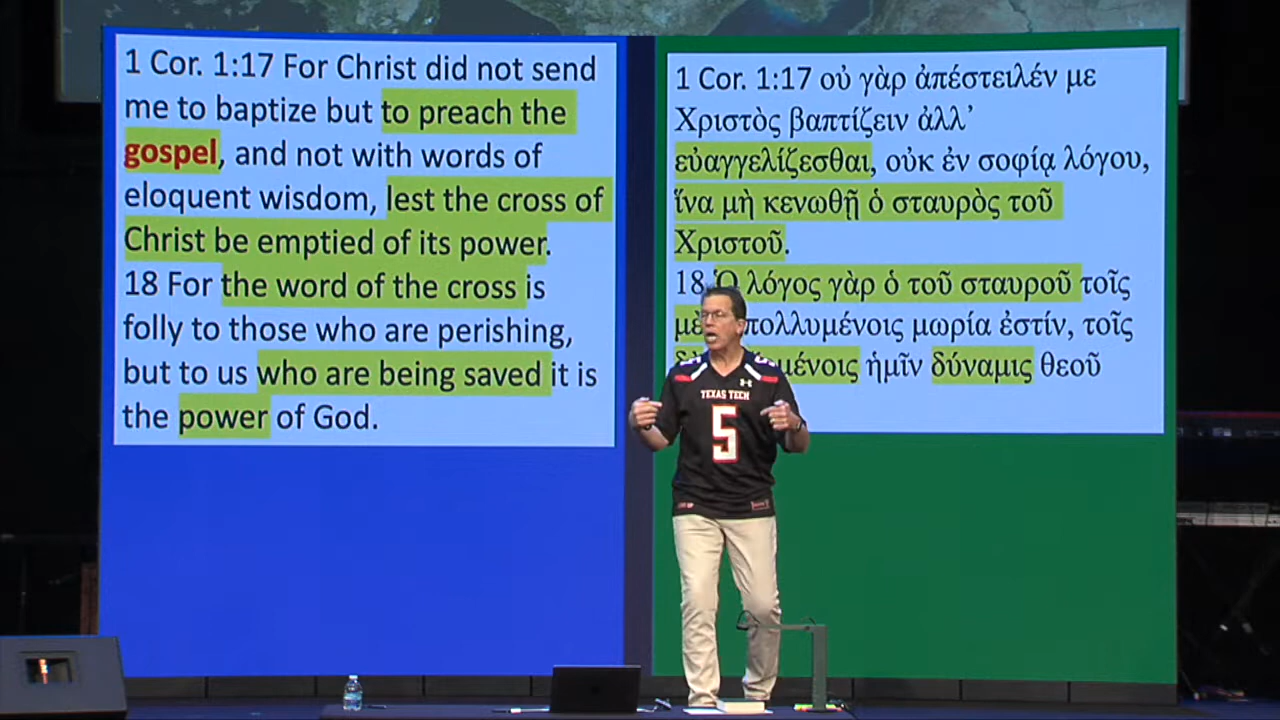 1 Cor. 1:17 For Christ did not send
me to baptize but to preach the
gospel, and not with words of
eloquent wisdom, lest the cross of
Christ be emptied of its power.
18 For the word of the cross is
folly to those who are perishing,
but to us who are being saved it is
the power of God.
1 Cor. 1:17 οὐ γὰρ ἀπέστειλέν με
Χριστὸς βαπτίζειν ἀλλ’
εὐαγγελίζεσθαι, οὐκ ἐν σοφίᾳ λόγου,
ἵνα μὴ κενωθῇ ὁ σταυρὸς τοῦ
Χριστοῦ.
18 Ὁ λόγος γὰρ ὁ τοῦ σταυροῦ τοῖς
μωρία ἐστίν, τοῖς
ἡμῖν δύναμις θεοῦ
TEXAS TECH
5